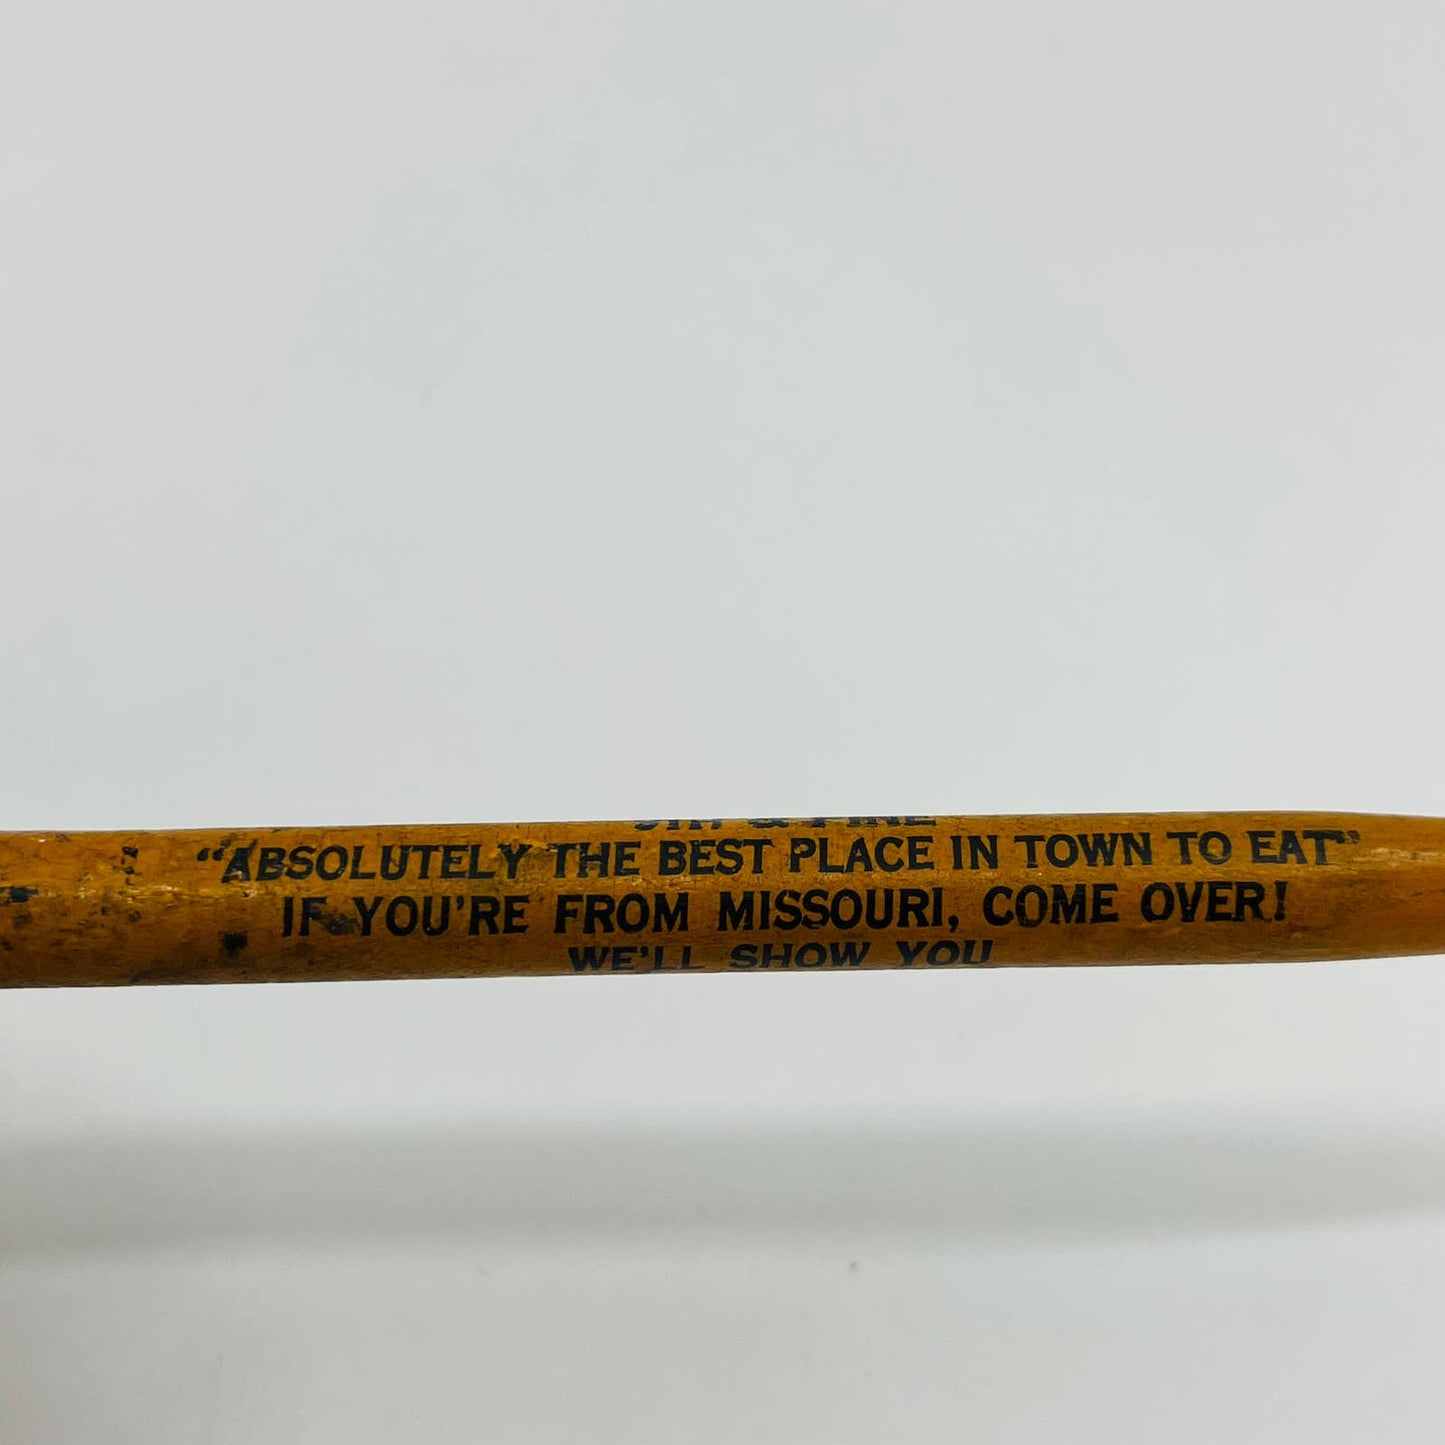 & PINE
“ABSOLUTELY THE BEST PLACE IN TOWN TO EAT”
IF YOU'RE FROM MISSOURI, COME OVER!
WE'LL SHOW YOU